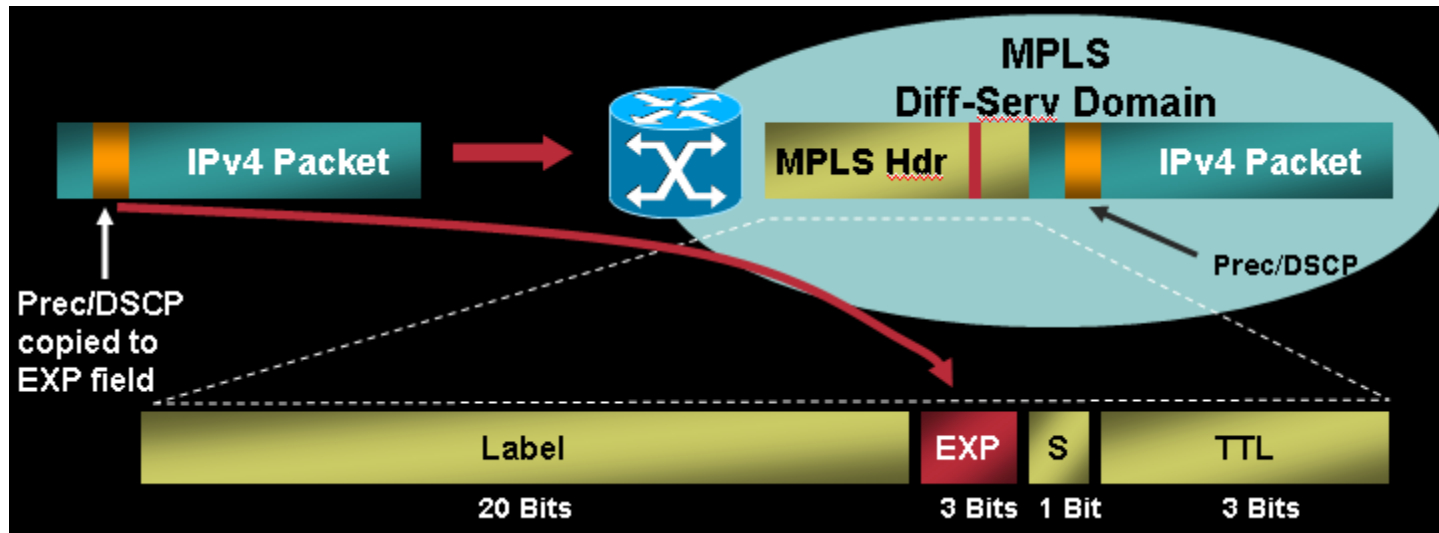 MPLS
Diff-Serv Domain
IPv4 Packet
MPLS Hdr
IPv4 Packet
Prec/DSCP
Prec/DSCP
copied to
EXP field
Label
EXP
S
TTL
20 Bits
3 Bits
1 Bit
3 Bits